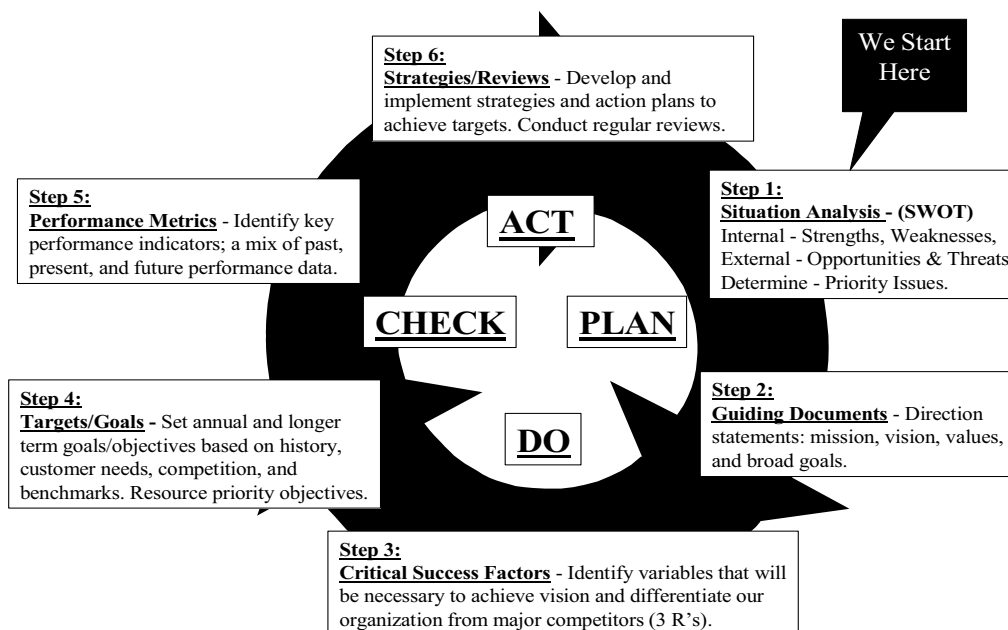 We Start
Here
Step 1:
Situation Analysis - (SWOT)
Internal - Strengths, Weaknesses,
External - Opportunities & Threats
Determine - Priority Issues.
Step 2:
Guiding Documents - Direction
statements: mission, vision, values,
and broad goals.
Step 3:
Critical Success Factors - Identify variables that will
be necessary to achieve vision and differentiate our
organization from major competitors (3 R's).
Step 4:
Targets/Goals - Set annual and longer
term goals/objectives based on history,
customer needs, competition, and
benchmarks. Resource priority objectives.
Step 5:
Performance Metrics - Identify key
performance indicators; a mix of past,
present, and future performance data.
Step 6:
Strategies/Reviews - Develop and
implement strategies and action plans to
achieve targets. Conduct regular reviews.
PLAN
DO
CHECK
ACT